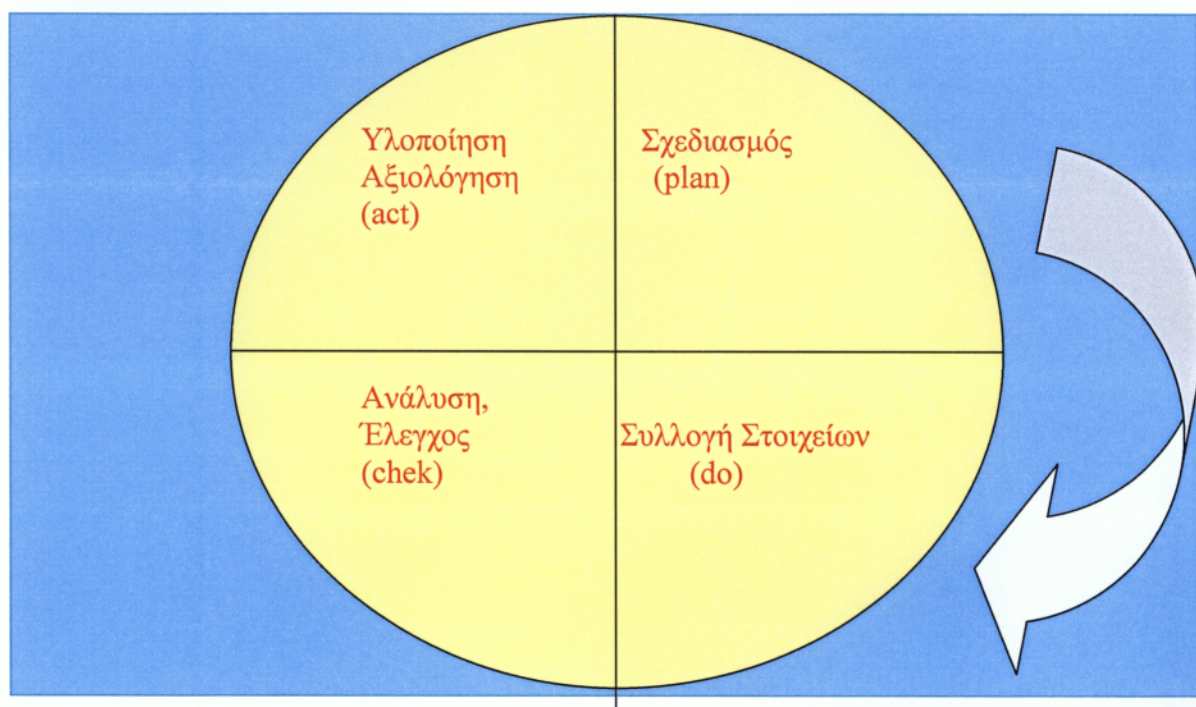 Υλοποίηση
Αξιολόγηση
(act)
Σχεδιασμός
(plan)
Ανάλυση,
Έλεγχος
(chek)
Συλλογή Στοιχείων
(do)